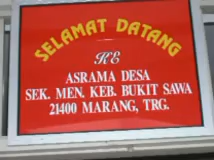 SELAMAT DATANG
KE
ASRAMA DESA
SEK. MEN. KEB. BUKIT SAWA
21400 MARANG, TRG.